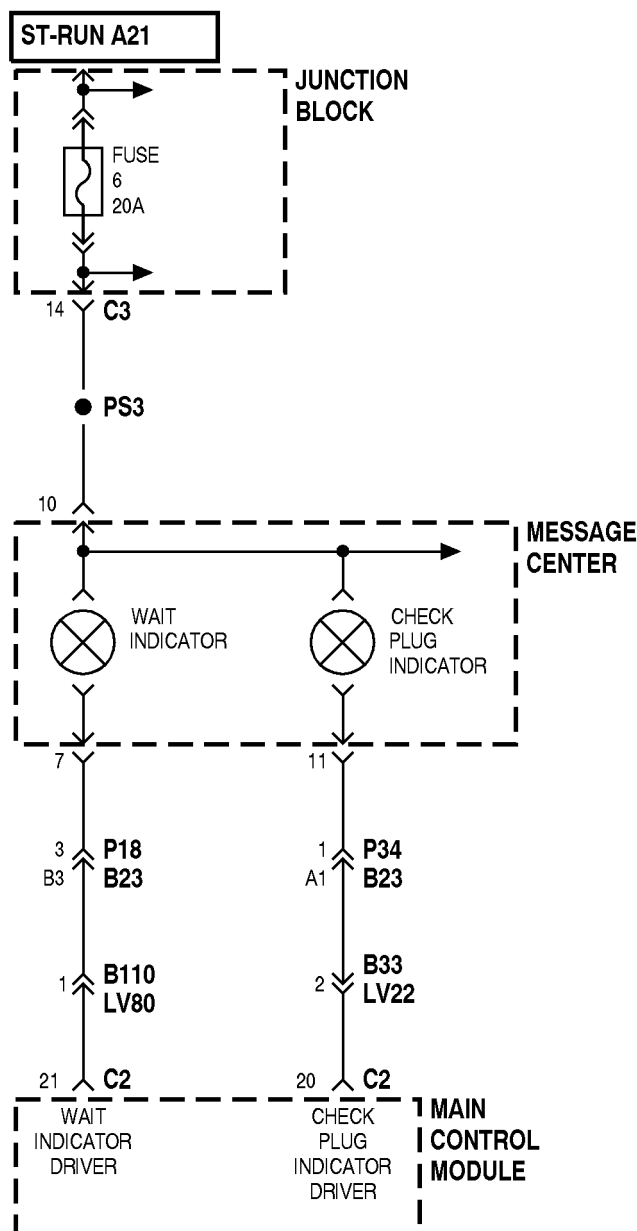 ST-RUN A21
JUNCTION
BLOCK
FUSE
6
20A
14 C3
PS3
10
MESSAGE
CENTER
WAIT
INDICATOR
CHECK
PLUG
INDICATOR
7
11
3 P18
B3 B23
1 P34
A1 B23
1 B110
LV80
2 B33
LV22
21 C2
20 C2
WAIT
INDICATOR
DRIVER
CHECK
PLUG
INDICATOR
DRIVER
MAIN
CONTROL
MODULE